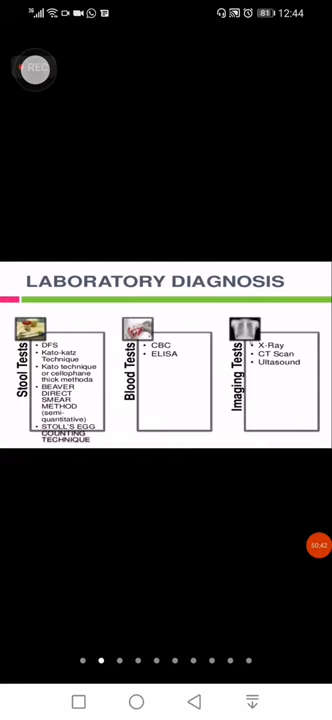 3G
81
12:44
REC
LABORATORY DIAGNOSIS
Stool Tests
• DFS
• Kato-katz
Technique
• Kato technique
or cellophane
thick methoda
• BEAVER
DIRECT
SMEAR
METHOD
(semi-
quantitative)
• STOLL'S EGG
COUNTING
TECHNIQUE
Blood Tests
• CBC
• ELISA
Imaging Tests
• X-Ray
• CT Scan
• Ultasound
50:42